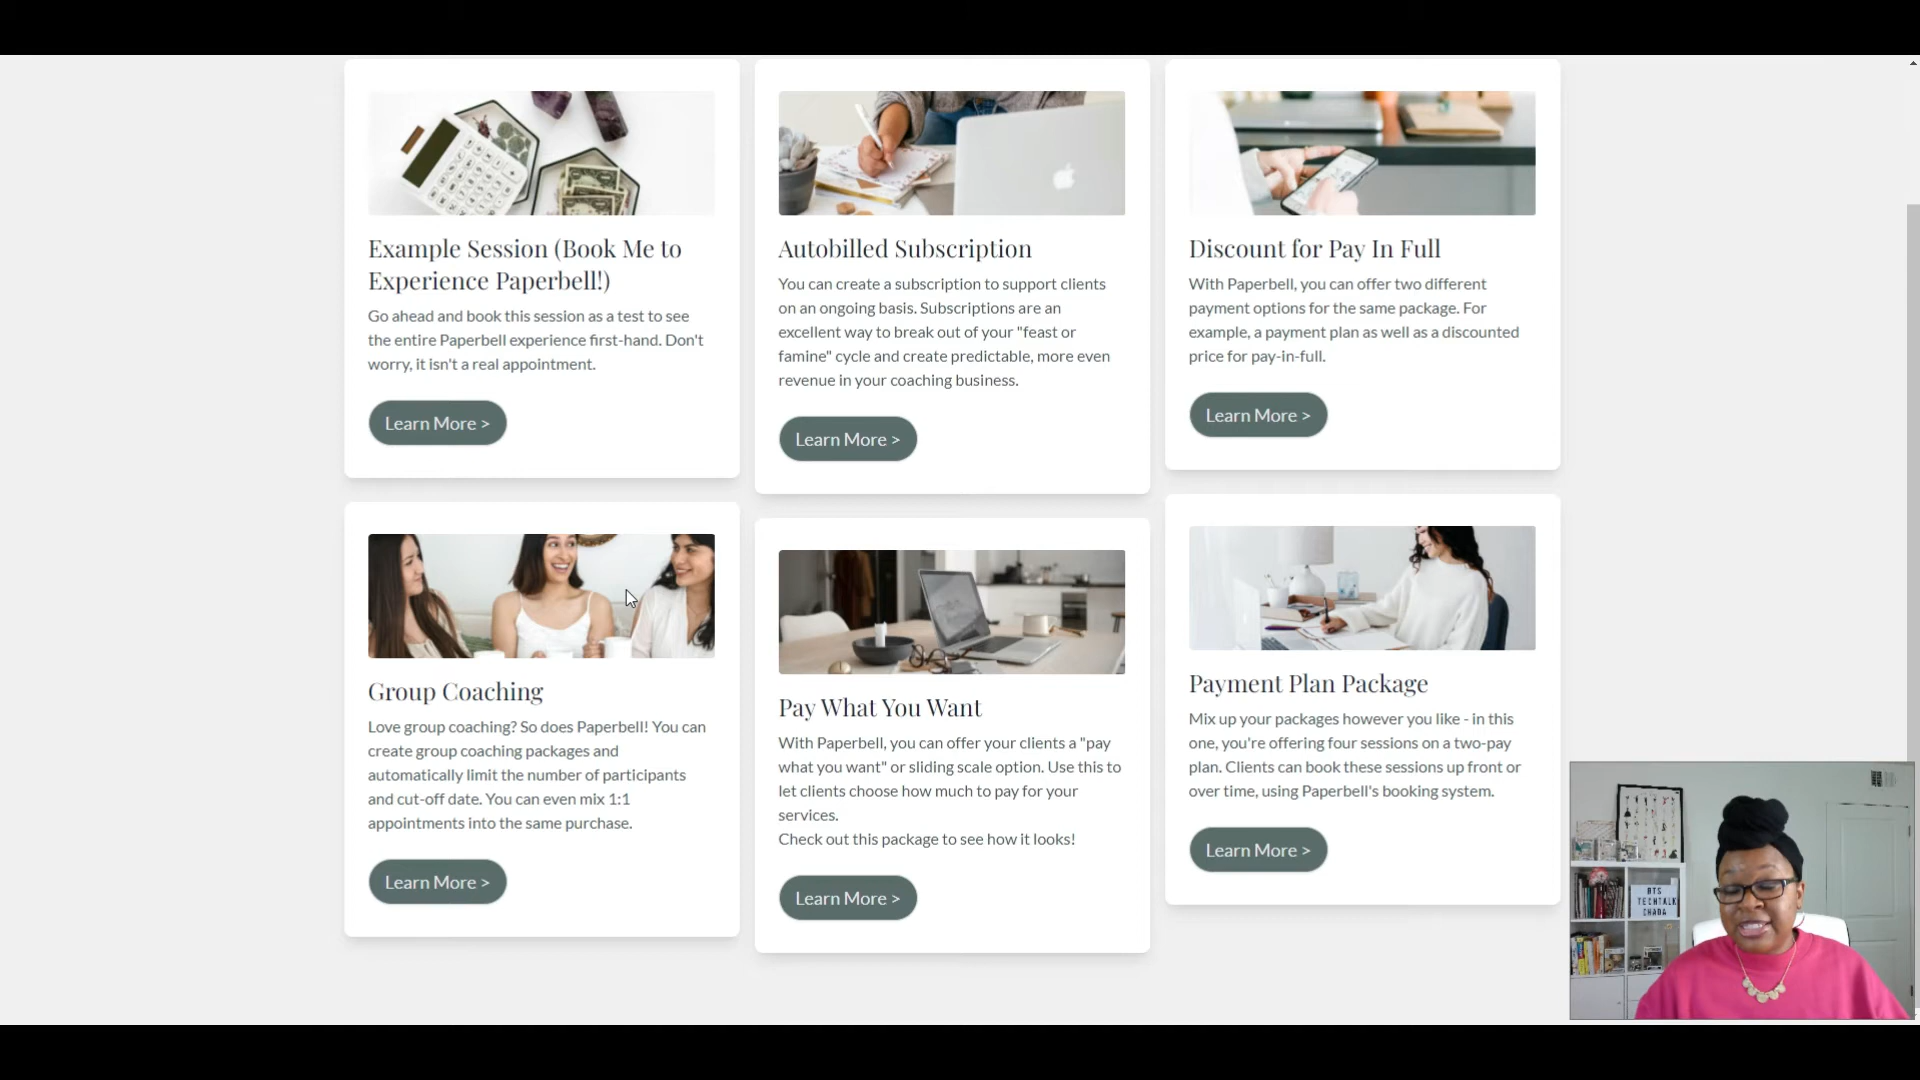 Example Session (Book Me to
Experience Paperbell!)
Go ahead and book this session as a test to see
the entire Paperbell experience first-hand. Don't
worry, it isn't a real appointment.
Learn More >
Autobilled Subscription
You can create a subscription to support clients
on an ongoing basis. Subscriptions are an
excellent way to break out of your "feast or
famine" cycle and create predictable, more even
revenue in your coaching business.
Learn More >
Discount for Pay In Full
With Paperbell, you can offer two different
payment options for the same package. For
example, a payment plan as well as a discounted
price for pay-in-full.
Learn More >
Group Coaching
Love group coaching? So does Paperbell! You can
create group coaching packages and
automatically limit the number of participants
and cut-off date. You can even mix 1:1
appointments into the same purchase.
Learn More >
Pay What You Want
With Paperbell, you can offer your clients a "pay
what you want" or sliding scale option. Use this to
let clients choose how much to pay for your
services.
Check out this package to see how it looks!
Learn More >
Payment Plan Package
Mix up your packages however you like - in this
one, you're offering four sessions on a two-pay
plan. Clients can book these sessions up front or
over time, using Paperbell's booking system.
Learn More >
BTS
TECHTALK
CHADA